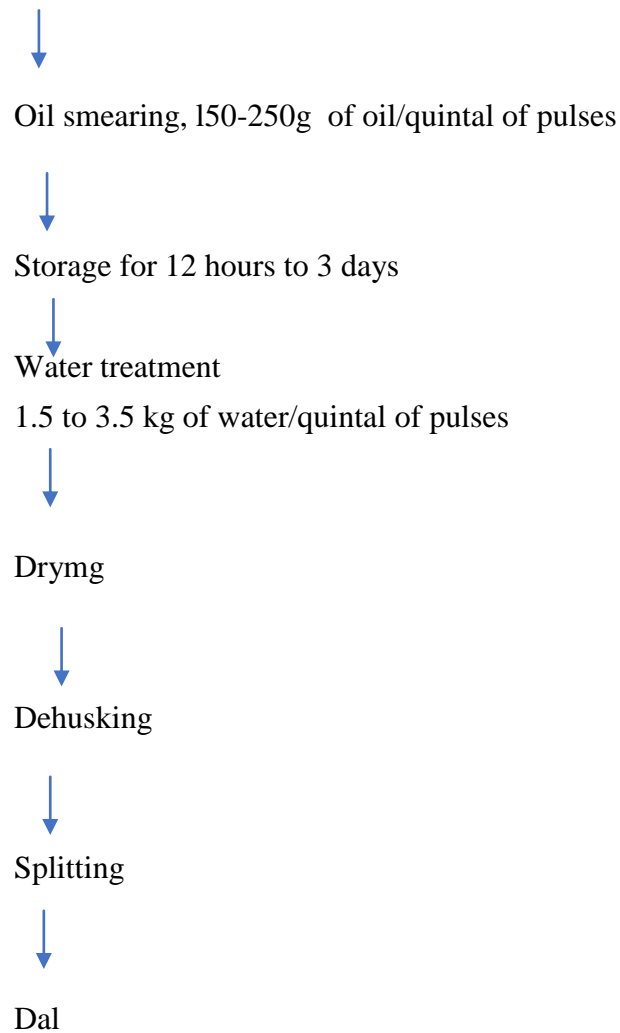 Oil smearing, l50-250g of oil/quintal of pulses
Storage for 12 hours to 3 days
Water treatment
1.5 to 3.5 kg of water/quintal of pulses
Drymg
Dehusking
Splitting
Dal